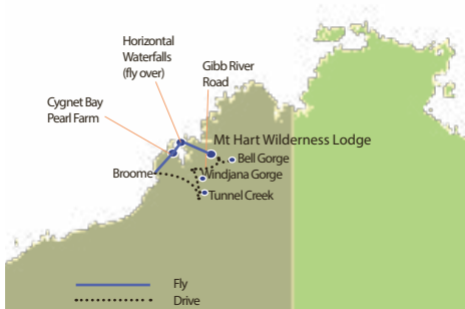 Horizontal
Waterfalls
(fly over)
Gibb River
Road
Cygnet Bay
Pearl Farm
Mt Hart Wilderness Lodge
Bell Gorge
Broome
Windjana Gorge
Tunnel Creek
Fly
Drive